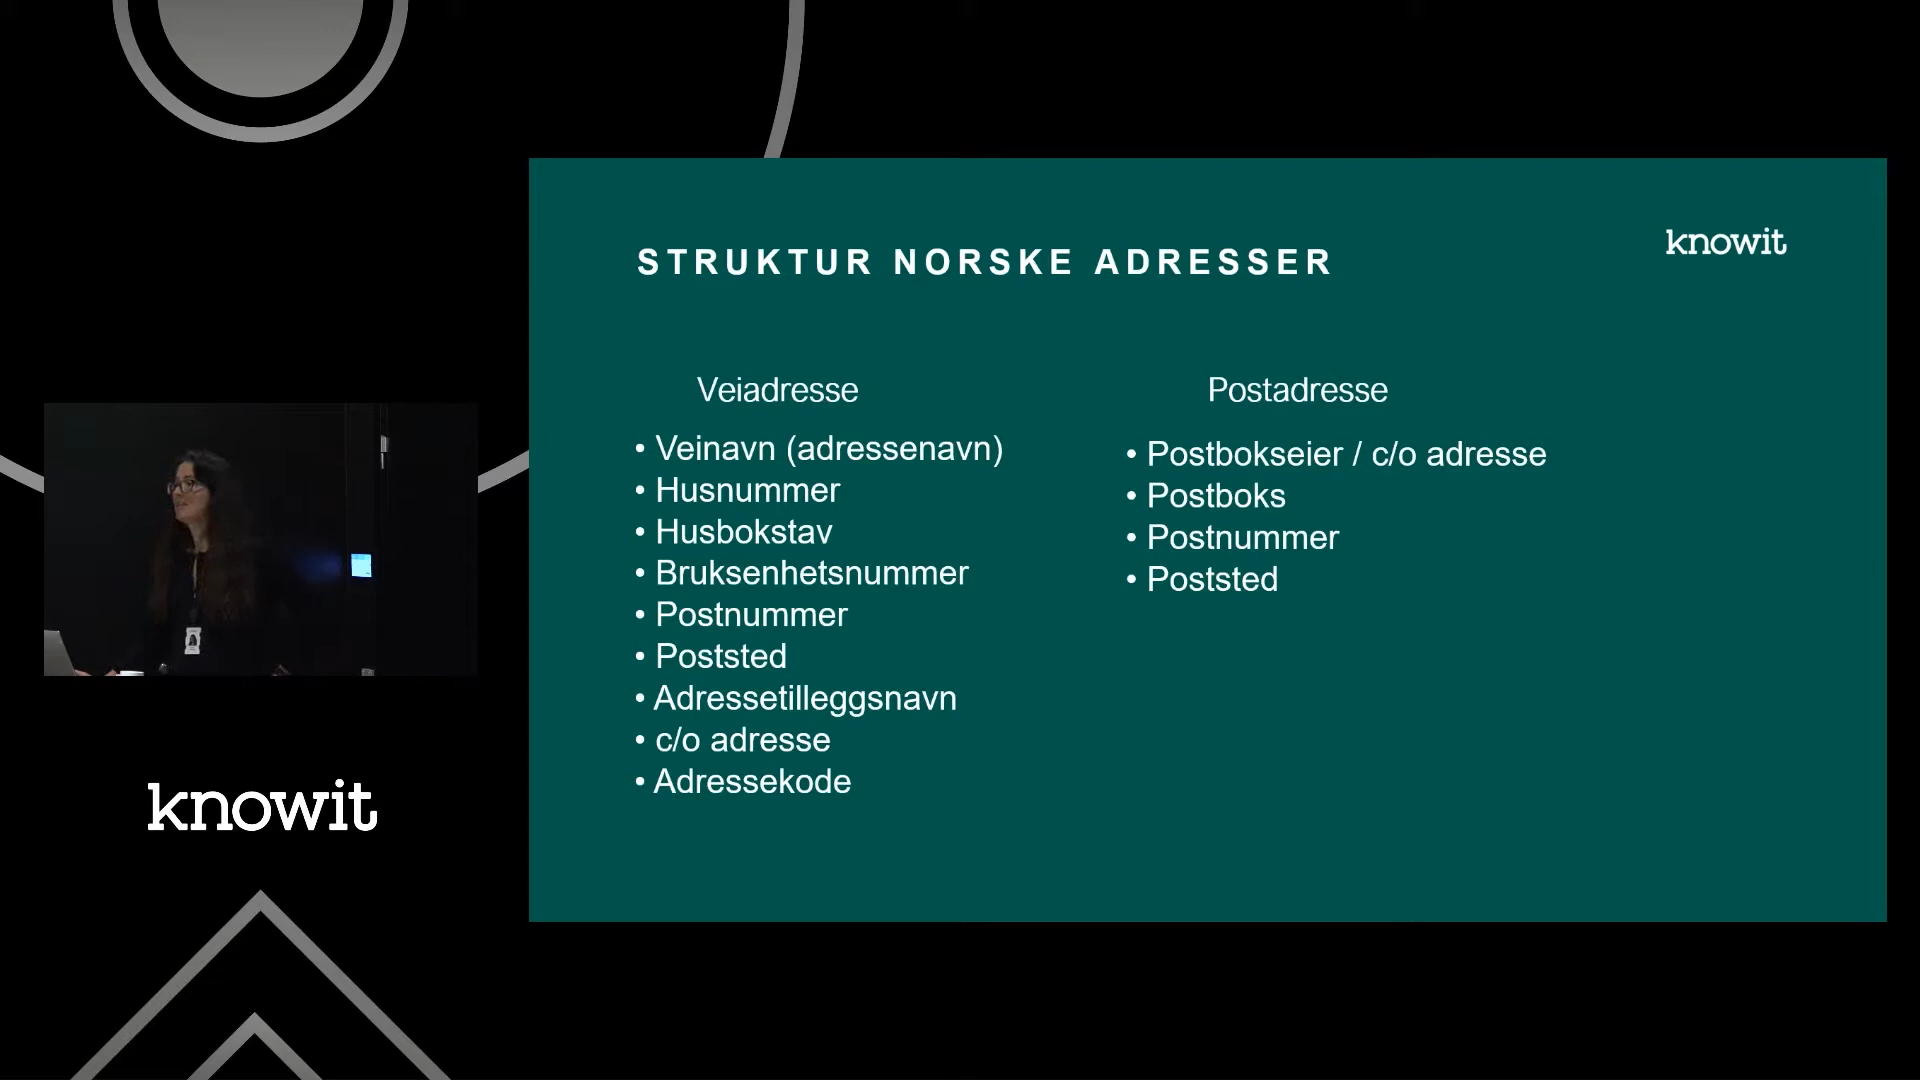 knowit
STRUKTUR NORSKE ADRESSER
Veiadresse
• Veinavn (adressenavn)
• Husnummer
• Husbokstav
• Bruksenhetsnummer
• Postnummer
• Poststed
• Adressetilleggsnavn
• c/o adresse
• Adressekode
Postadresse
• Postbokseier / c/o adresse
• Postboks
• Postnummer
• Poststed
knowit